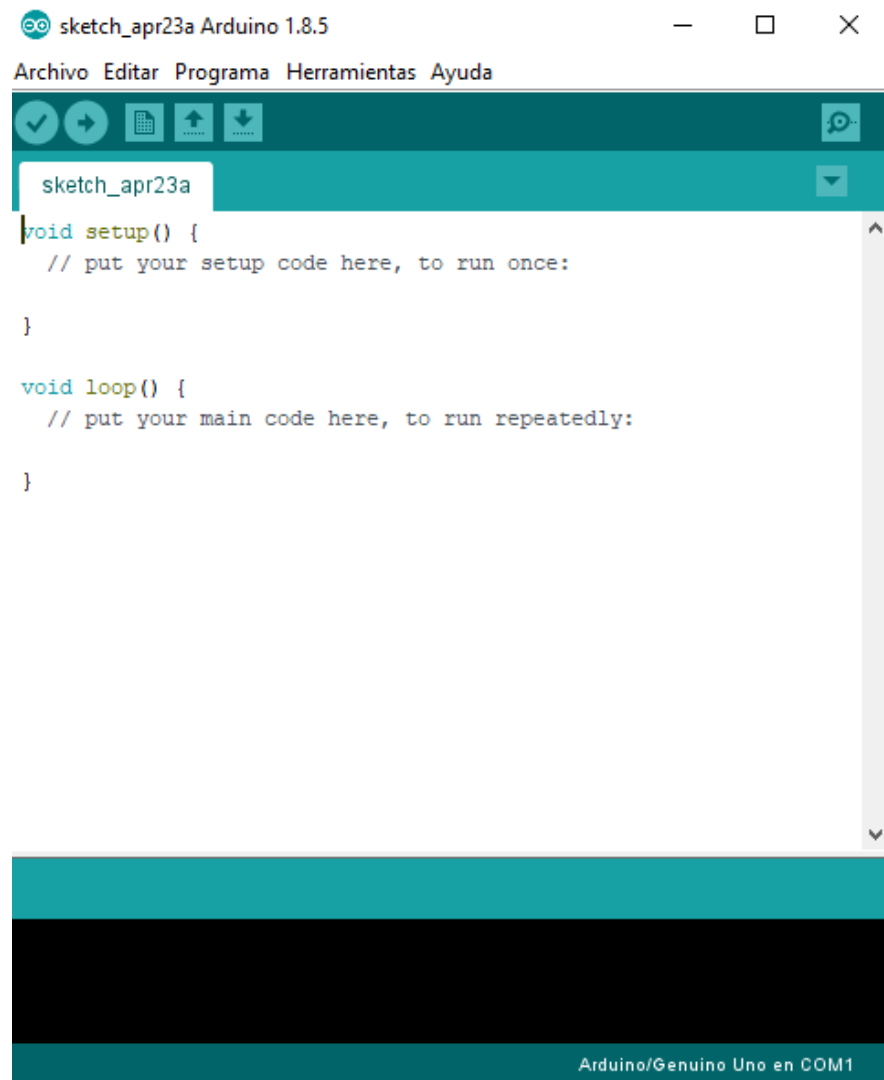 sketch_apr23a Arduino 1.8.5
Archivo Editar Programa Herramientas Ayuda
sketch_apr23a
void setup() {
  // put your setup code here, to run once:
}
void loop() {
  // put your main code here, to run repeatedly:
}
Arduino/Genuino Uno en COM1